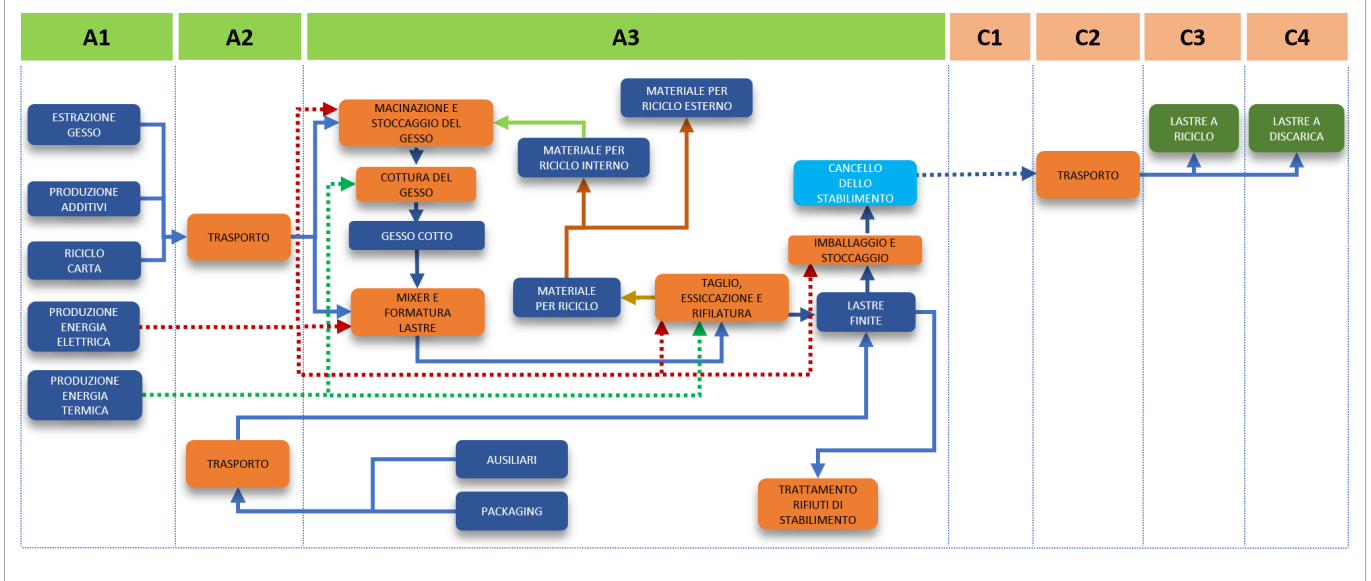 A1
A2
A3
C1
C2
C3
C4
ESTRAZIONE
GESSO
PRODUZIONE
ADDITIVI
RICICLO
CARTA
PRODUZIONE
ENERGIA
ELETTRICA
PRODUZIONE
ENERGIA
TERMICA
TRASPORTO
TRASPORTO
MACINAZIONE E
STOCCAGGIO DEL
GESSO
COTTURA DEL
GESSO
GESSO COTTO
MIXER E
FORMATURA
LASTRE
MATERIALE PER
RICICLO ESTERNO
MATERIALE PER
RICICLO INTERNO
MATERIALE
PER RICICLO
TAGLIO,
ESSICCAZIONE E
RIFILATURA
CANCELLO
DELLO
STABILIMENTO
IMBALLAGGIO E
STOCCAGGIO
LASTRE
FINITE
AUSILIARI
PACKAGING
TRATTAMENTO
RIFIUTI DI
STABILIMENTO
TRASPORTO
LASTRE A
RICICLO
LASTRE A
DISCARICA